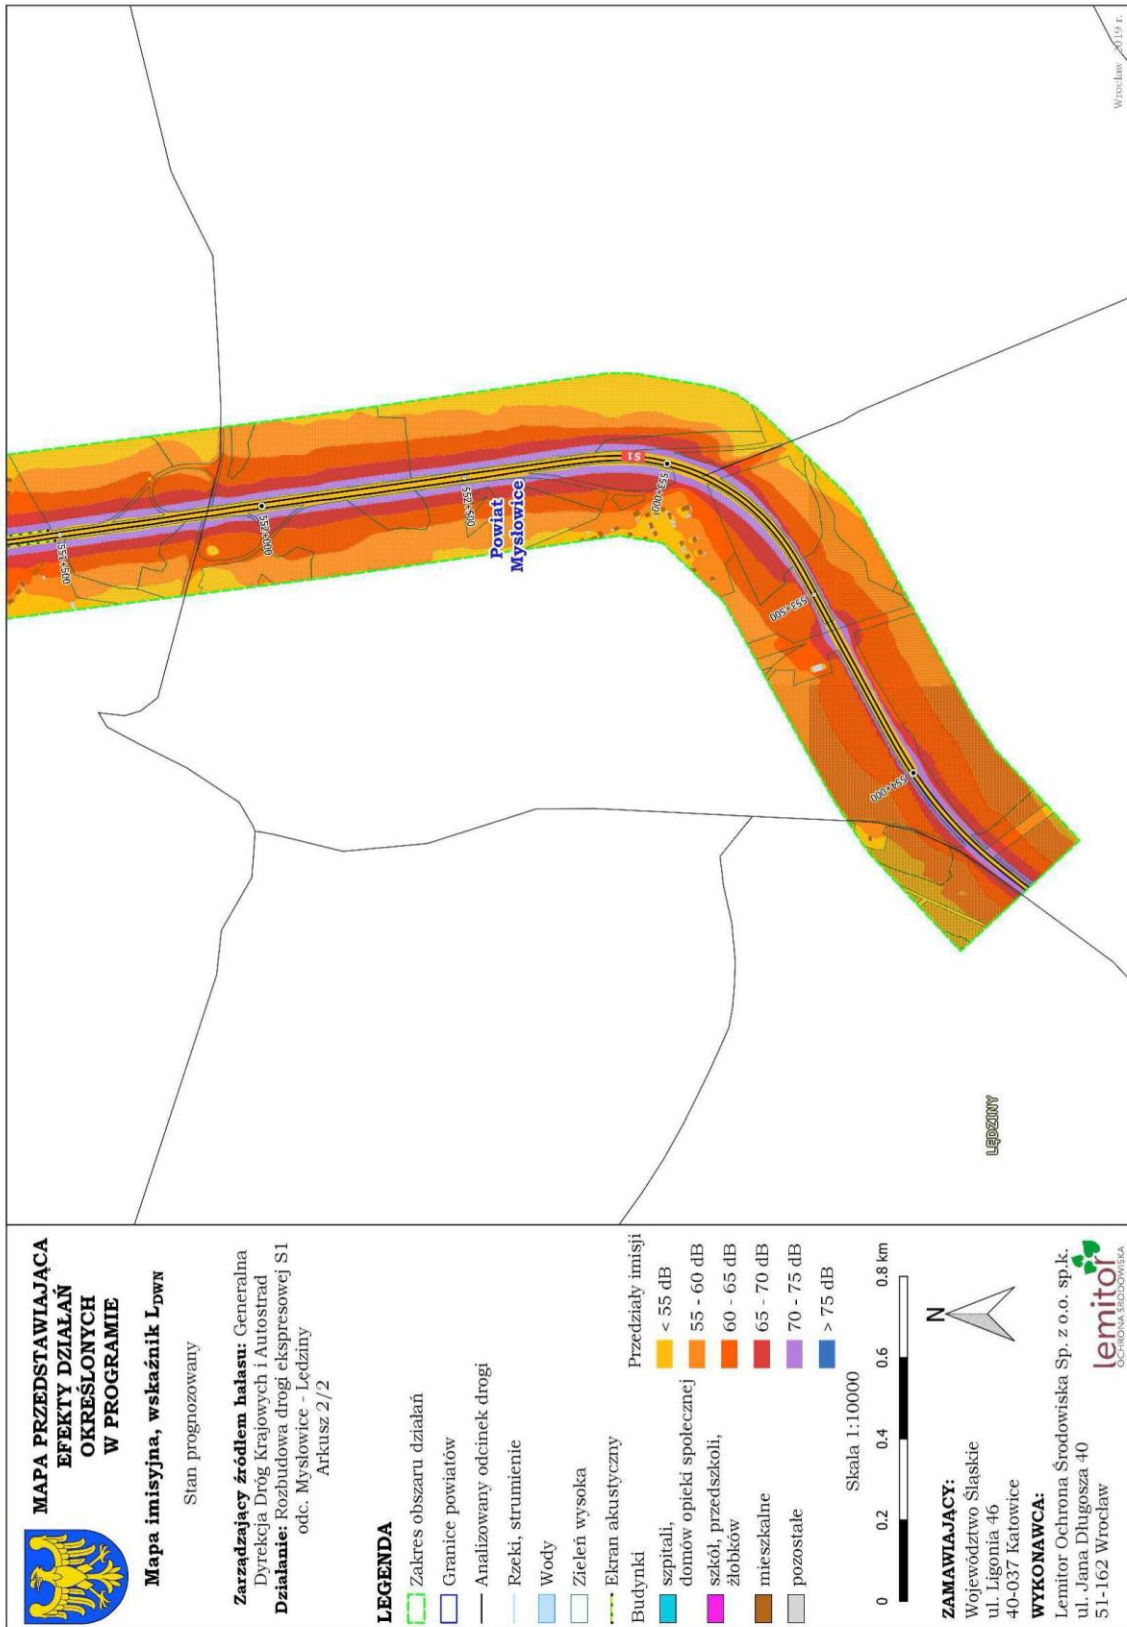 MAPA PRZEDSTAWIAJĄCA
EFEKTY DZIAŁAŃ
OKREŚLONYCH
W PROGRAMIE
Mapa imisyjna, wskaźnik L_DWN
Stan prognozowany
Zarządzający źródłem hałasu: Generalna
Dyrekcja Dróg Krajowych i Autostrad
Działanie: Rozbudowa drogi ekspresowej S1
odc. Mysłowice - Lędziny
Arkusz 2/2
LEGENDA
Zakres obszaru działań
Granice powiatów
Analizowany odcinek drogi
Rzeki, strumienie
Wody
Zieleń wysoka
Ekran akustyczny
Budynki
szpitali,
domów opieki społecznej
szkół, przedszkoli,
żłobków
mieszkalne
pozostałe
Przedziały imisji
< 55 dB
55 - 60 dB
60 - 65 dB
65 - 70 dB
70 - 75 dB
> 75 dB
Skala 1:10000
0 0.2 0.4 0.6 0.8 km
N
ZAMAWIAJĄCY:
Województwo Śląskie
ul. Ligonia 46
40-037 Katowice
WYKONAWCA:
Lemitor Ochrona Środowiska Sp. z o.o. sp.k.
ul. Jana Długosza 40
51-162 Wrocław
lemitor
OCHRONA ŚRODOWISKA
551+500
552+000
552+500
Powiat
Mysłowice
S1
553+000
553+500
554+000
LĘDZINY
Wrocław 2019 r.